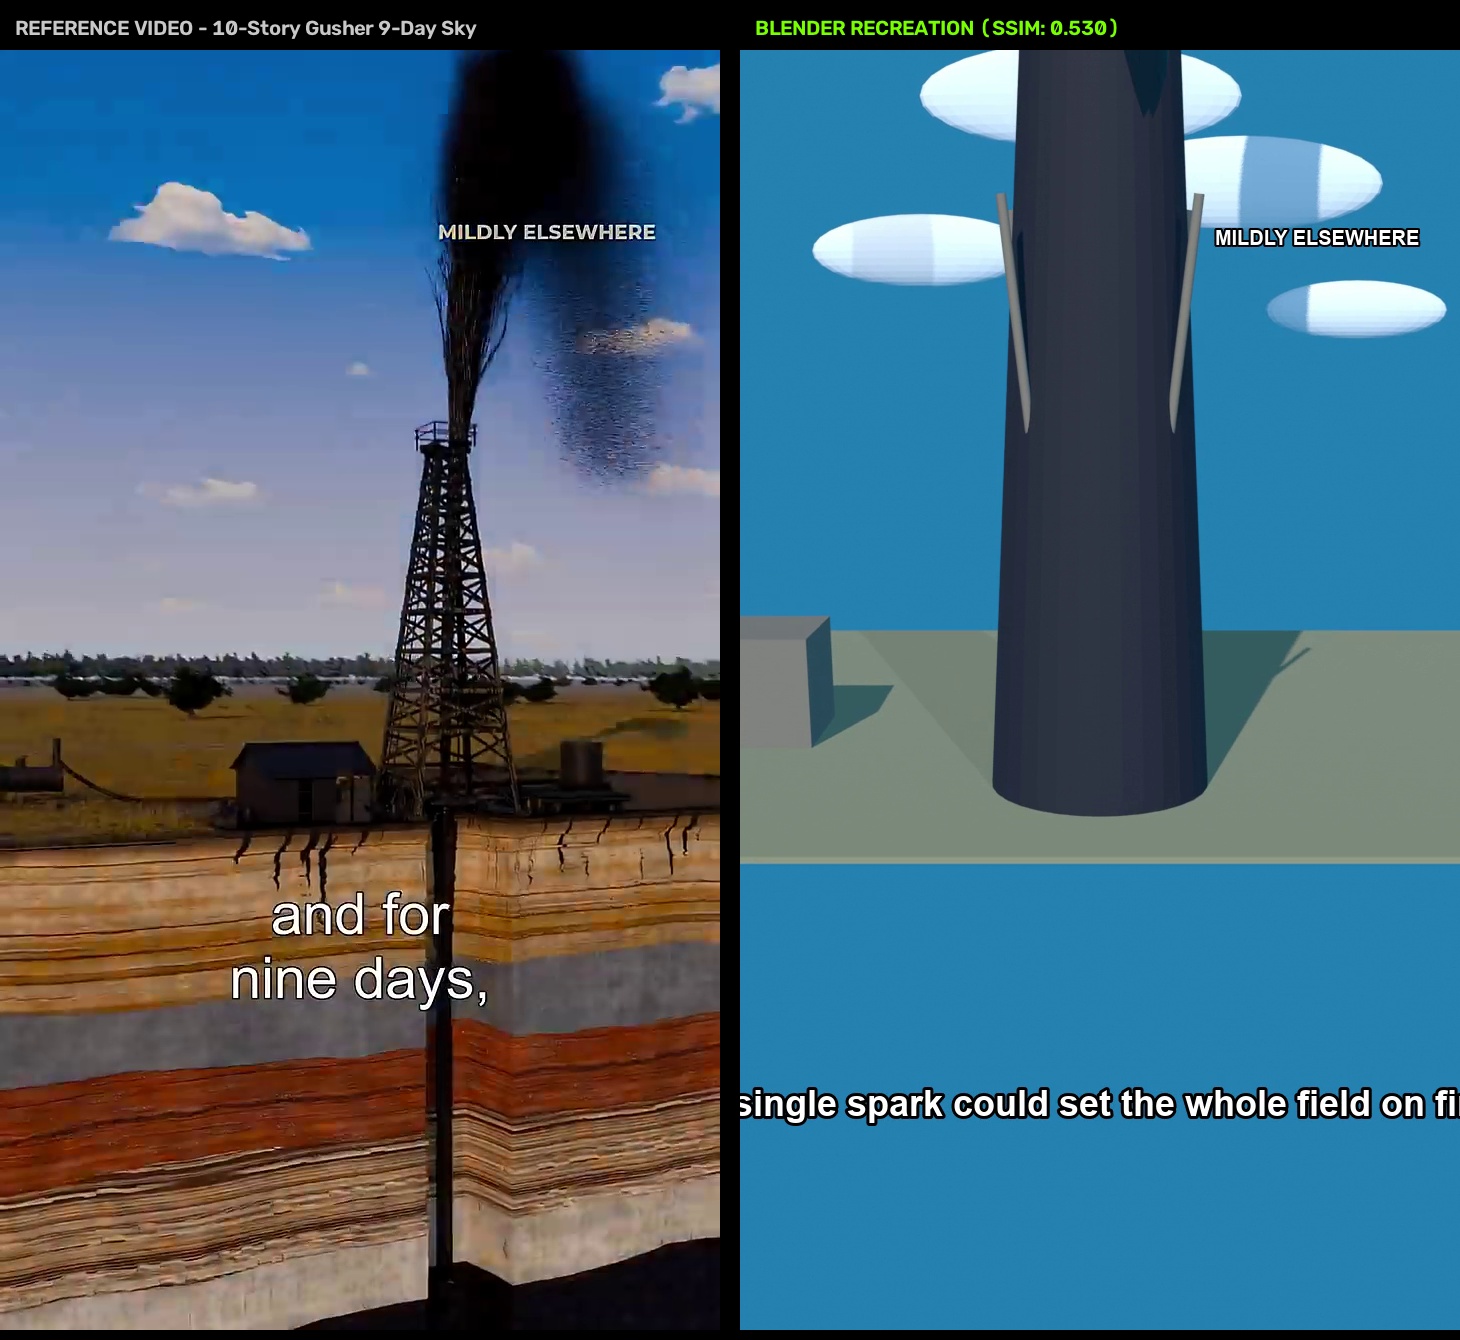 REFERENCE VIDEO - 10-Story Gusher 9-Day Sky
BLENDER RECREATION (SSIM: 0.530)
MILDLY ELSEWHERE
MILDLY ELSEWHERE
and for
nine days,
single spark could set the whole field on fi